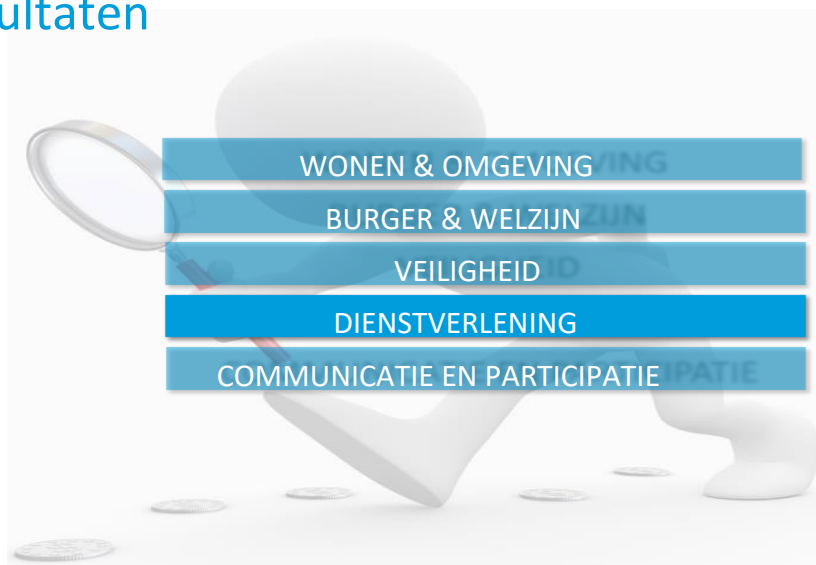 ultaten
WONEN & OMGEVING
BURGER & WELZIJN
VEILIGHEID
DIENSTVERLENING
COMMUNICATIE EN PARTICIPATIE